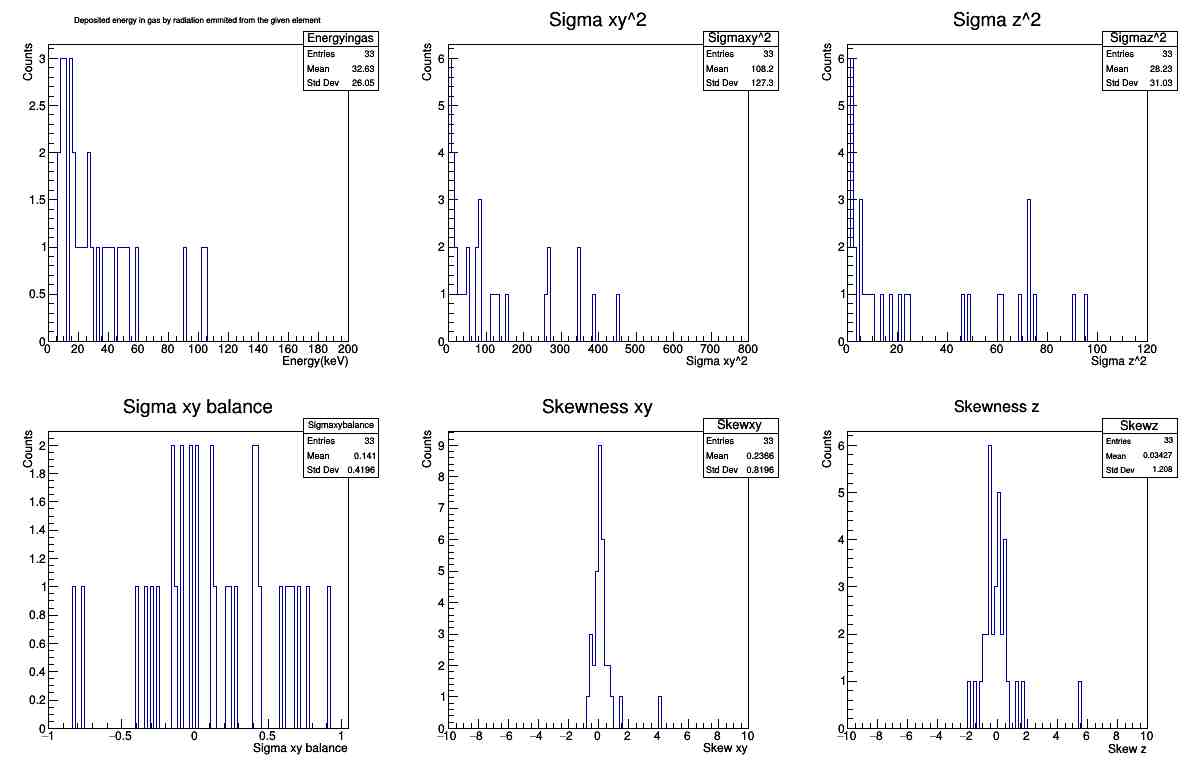 Deposited energy in gas by radiation emmited from the given element
Counts
Energyingas
Entries 33
Mean 32.63
Std Dev 26.05
3
2.5
2
1.5
1
0.5
0
0 20 40 60 80 100 120 140 160 180 200
Energy(keV)
Sigma xy^2
Counts
Sigmaxy^2
Entries 33
Mean 108.2
Std Dev 127.3
6
5
4
3
2
1
0
0 100 200 300 400 500 600 700 800
Sigma xy^2
Sigma z^2
Counts
Sigmaz^2
Entries 33
Mean 28.23
Std Dev 31.03
6
5
4
3
2
1
0
0 20 40 60 80 100 120
Sigma z^2
Sigma xy balance
Counts
Sigmaxybalance
Entries 33
Mean 0.141
Std Dev 0.4196
2
1.8
1.6
1.4
1.2
1
0.8
0.6
0.4
0.2
0
−1 −0.5 0 0.5 1
Sigma xy balance
Skewness xy
Counts
Skewxy
Entries 33
Mean 0.2366
Std Dev 0.8196
9
8
7
6
5
4
3
2
1
0
−10 −8 −6 −4 −2 0 2 4 6 8 10
Skew xy
Skewness z
Counts
Skewz
Entries 33
Mean 0.03427
Std Dev 1.208
6
5
4
3
2
1
0
−10 −8 −6 −4 −2 0 2 4 6 8 10
Skew z